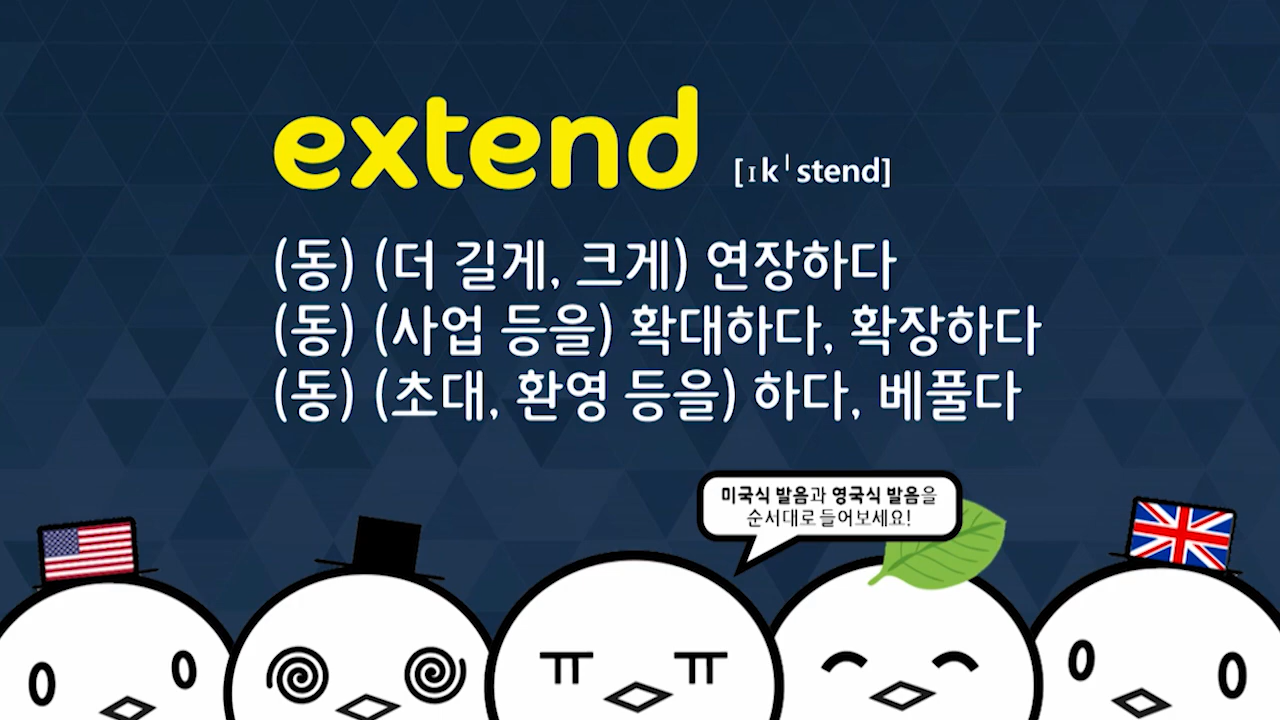 extend [ɪkˈstend]
(동) (더 길게, 크게) 연장하다
(동) (사업 등을) 확대하다, 확장하다
(동) (초대, 환영 등을) 하다, 베풀다
미국식 발음과 영국식 발음을
순서대로 들어보세요!